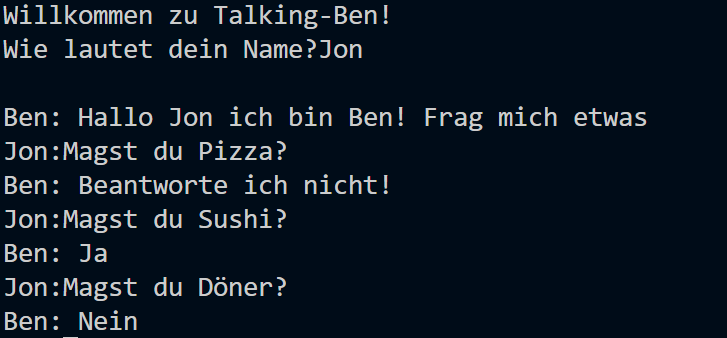 Willkommen zu Talking-Ben!
Wie lautet dein Name?Jon
Ben: Hallo Jon ich bin Ben! Frag mich etwas
Jon:Magst du Pizza?
Ben: Beantworte ich nicht!
Jon:Magst du Sushi?
Ben: Ja
Jon:Magst du Döner?
Ben: Nein